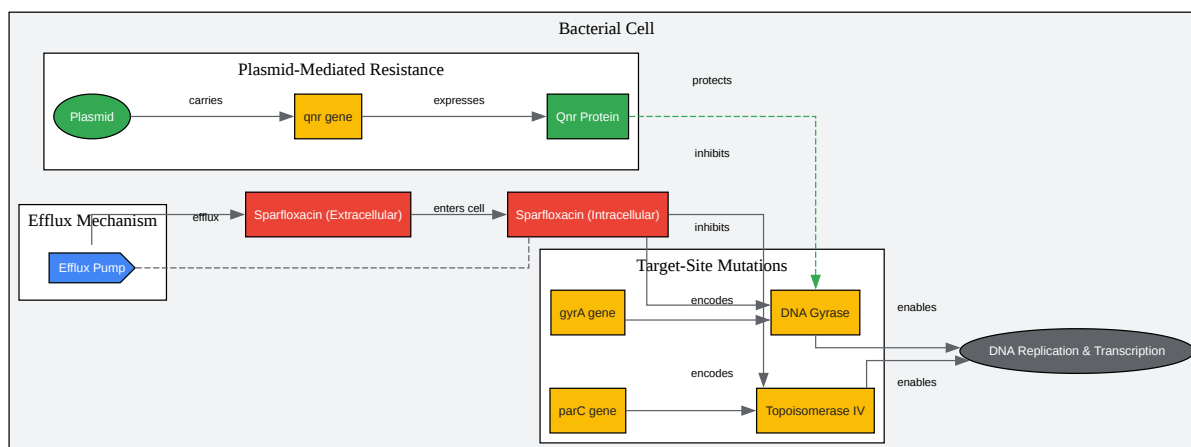 Bacterial Cell
Plasmid-Mediated Resistance
protects
Plasmid
carries
qnr gene
expresses
Qnr Protein
inhibits
Efflux Mechanism
efflux
Sparfloxacin (Extracellular)
enters cell
Sparfloxacin (Intracellular)
inhibits
Efflux Pump
Target-Site Mutations
gyrA gene
encodes
DNA Gyrase
enables
DNA Replication & Transcription
encodes
enables
parC gene
Topoisomerase IV